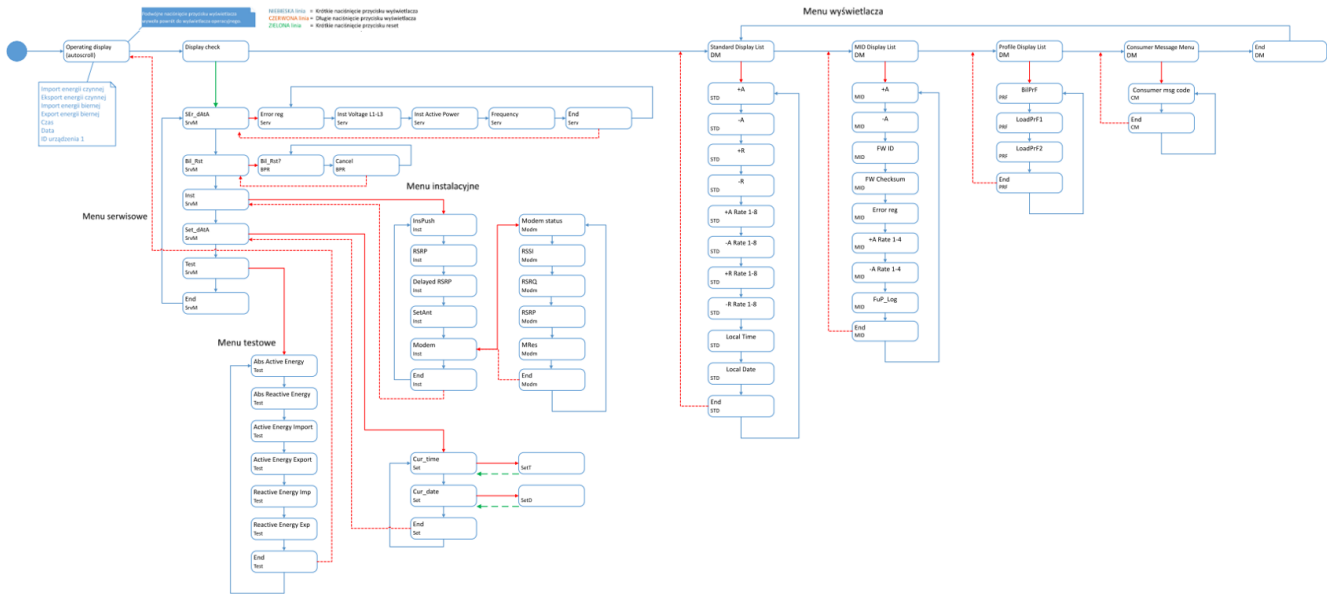 Podwójne naciśnięcie przycisku wyświetlacza
pozwala powrót do wyświetlacza operacyjnego
NIEBIESKA linia = Krótkie naciśnięcie przycisku wyświetlacza
CZERWONA linia = Długie naciśnięcie przycisku wyświetlacza
ZIELONA linia = Krótkie naciśnięcie przycisku reset
Menu wyświetlacza
Operating display
(autoscroll)
Display check
Standard Display List
DM
MID Display List
DM
Profile Display List
DM
Consumer Message Menu
DM
End
DM
Import energii czynnej
Eksport energii czynnej
Import energii biernej
Export energii biernej
Czas
Data
ID urządzenia 1
SEr_dAtA
SrvM
Error reg
Serv
Inst Voltage L1-L3
Serv
Inst Active Power
Serv
Frequency
Serv
End
Serv
Bil_Rst
SrvM
Bil_Rst?
BPR
Cancel
BPR
Inst
SrvM
Set_dAtA
SrvM
Test
SrvM
End
SrvM
Menu serwisowe
Menu instalacyjne
InsPush
Inst
RSRP
Inst
Delayed RSRP
Inst
SetAnt
Inst
Modem
Inst
End
Inst
Modem status
Modm
RSSI
Modm
RSRQ
Modm
RSRP
Modm
MRes
Modm
End
Modm
Menu testowe
Abs Active Energy
Test
Abs Reactive Energy
Test
Active Energy Import
Test
Active Energy Export
Test
Reactive Energy Imp
Test
Reactive Energy Exp
Test
End
Test
Cur_time
Set
SetT
Cur_date
Set
SetD
End
Set
+A
STD
-A
STD
+R
STD
-R
STD
+A Rate 1-8
STD
-A Rate 1-8
STD
+R Rate 1-8
STD
-R Rate 1-8
STD
Local Time
STD
Local Date
STD
End
STD
+A
MID
-A
MID
FW ID
MID
FW Checksum
MID
Error reg
MID
+A Rate 1-4
MID
-A Rate 1-4
MID
FuP_Log
MID
End
MID
BilPrF
PRF
LoadPrF1
PRF
LoadPrF2
PRF
End
PRF
Consumer msg code
CM
End
CM